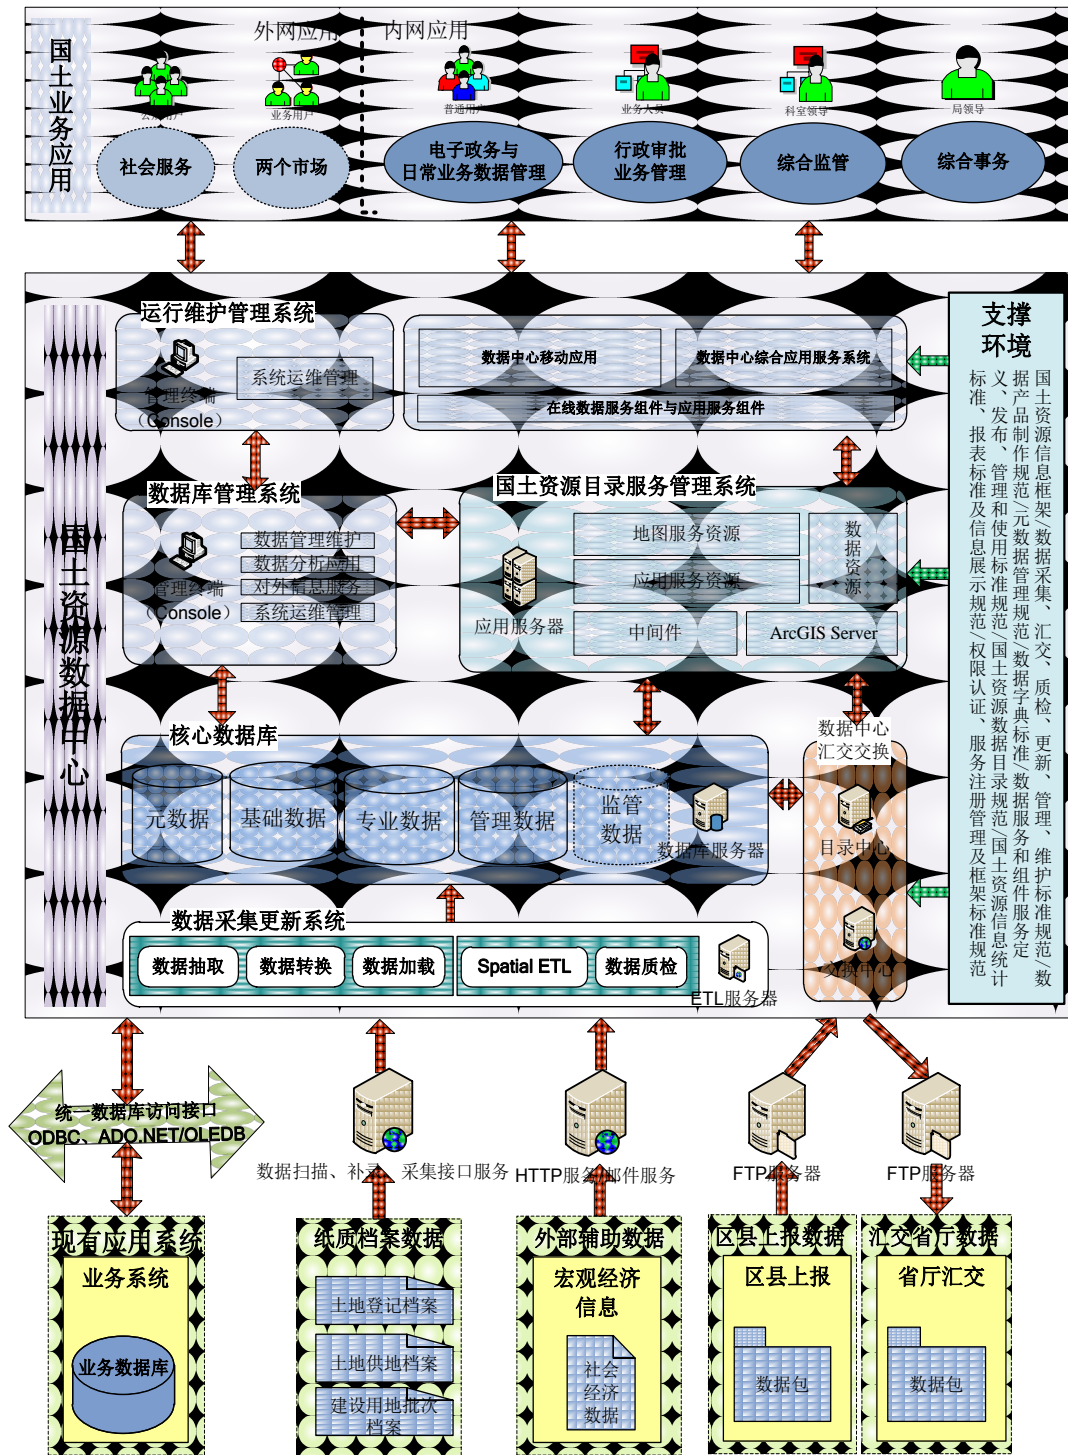 国土业务应用
外网应用
内网应用
公众用户
业务用户
普通用户
业务人员
科室领导
局领导
社会服务
两个市场
电子政务与
日常业务数据管理
行政审批
业务管理
综合监管
综合事务
国土资源数据中心
运行维护管理系统
管理终端
（Console）
系统运维管理
数据中心移动应用
数据中心综合应用服务系统
在线数据服务组件与应用服务组件
数据库管理系统
管理终端
（Console）
数据管理维护
数据分析应用
对外信息服务
系统运维管理
国土资源目录服务管理系统
应用服务器
地图服务资源
应用服务资源
数据资源
中间件
ArcGIS Server
核心数据库
元数据
基础数据
专业数据
管理数据
监管
数据
数据库服务器
数据中心
汇交交换
目录中心
交换中心
数据采集更新系统
数据抽取
数据转换
数据加载
Spatial ETL
数据质检
ETL服务器
支撑
环境
国土资源信息框架/数据采集、汇交、质检、更新、管理、维护标准规范/数
据产品制作规范/元数据管理规范/数据字典标准/数据服务和组件服务定
义、发布、管理和使用标准规范/国土资源数据目录规范/国土资源信息统计
标准、报表标准及信息展示规范/权限认证、服务注册管理及框架标准规范
统一数据库访问接口
ODBC、ADO.NET/OLEDB
数据扫描、补录、采集接口服务
HTTP服务/邮件服务
FTP服务器
FTP服务器
现有应用系统
业务系统
业务数据库
纸质档案数据
土地登记档案
土地供地档案
建设用地批次
档案
外部辅助数据
宏观经济
信息
社会
经济
数据
区县上报数据
区县上报
数据包
汇交省厅数据
省厅汇交
数据包